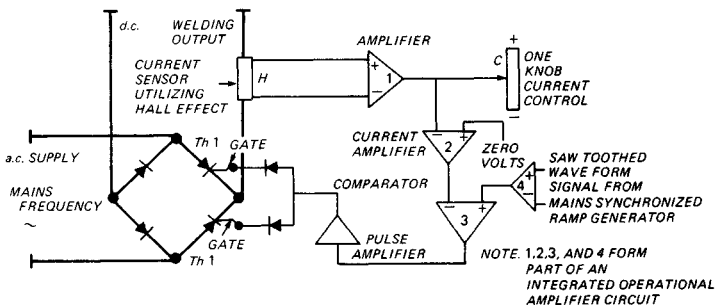 d.c.
WELDING
OUTPUT
CURRENT
SENSOR
UTILIZING
HALL EFFECT
H
AMPLIFIER
+
1
−
C
+
ONE
KNOB
CURRENT
CONTROL
−
a.c. SUPPLY
MAINS
FREQUENCY
~
Th 1
GATE
Th 1
GATE
CURRENT
AMPLIFIER
−
+
2
ZERO
VOLTS
COMPARATOR
−
+
3
PULSE
AMPLIFIER
4
+
−
SAW TOOTHED
WAVE FORM
SIGNAL FROM
MAINS SYNCHRONIZED
RAMP GENERATOR
NOTE. 1,2,3, AND 4 FORM
PART OF AN
INTEGRATED OPERATIONAL
AMPLIFIER CIRCUIT